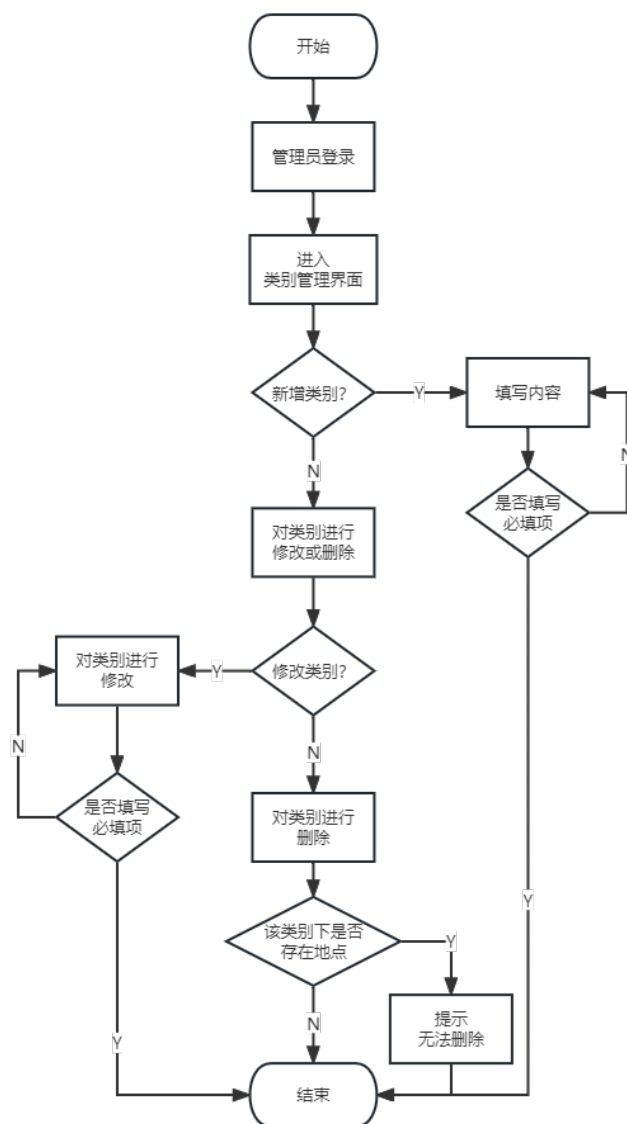 开始
管理员登录
进入
类别管理界面
新增类别?
Y
填写内容
N
是否填写
必填项
N
对类别进行
修改或删除
对类别进行
修改
Y
修改类别?
N
N
是否填写
必填项
对类别进行
删除
Y
该类别下是否
存在地点
Y
N
提示
无法删除
Y
结束